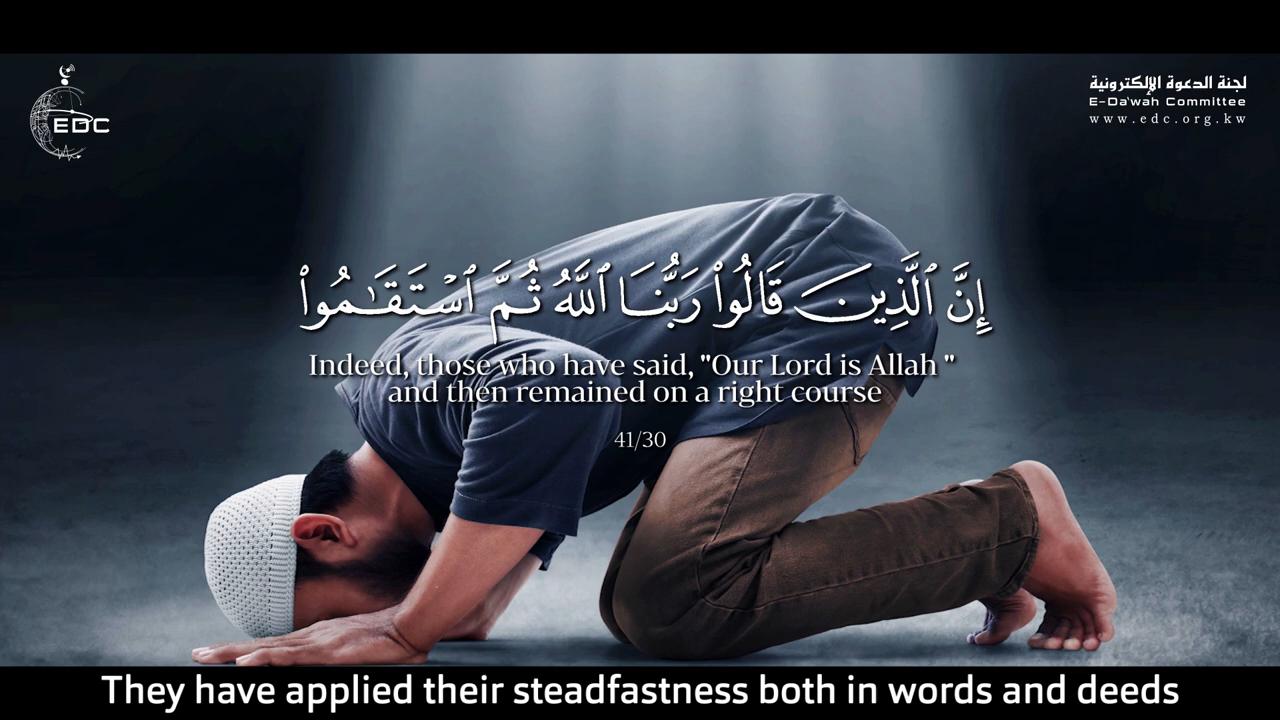 EDC
لجنة الدعوة الإلكترونية
E-Da'wah Committee
www.edc.org.kw
إِنَّ ٱلَّذِينَ قَالُوا۟ رَبُّنَا ٱللَّهُ ثُمَّ ٱسْتَقَـٰمُوا۟
Indeed, those who have said, "Our Lord is Allah "
and then remained on a right course
41/30
They have applied their steadfastness both in words and deeds